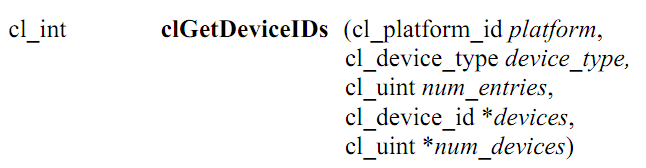 cl_int clGetDeviceIDs (cl_platform_id platform,
cl_device_type device_type,
cl_uint num_entries,
cl_device_id *devices,
cl_uint *num_devices)